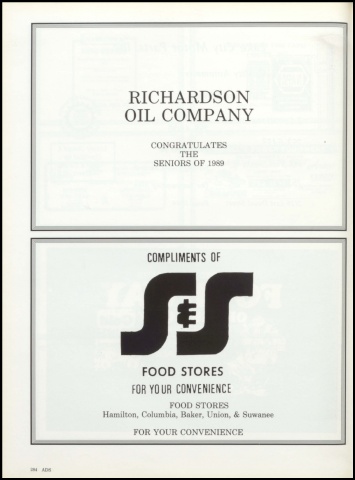 RICHARDSON
OIL COMPANY
CONGRATULATES
THE
SENIORS OF 1989
COMPLIMENTS OF
S&S
FOOD STORES
FOR YOUR CONVENIENCE
FOOD STORES
Hamilton, Columbia, Baker, Union, & Suwanee
FOR YOUR CONVENIENCE
ADS